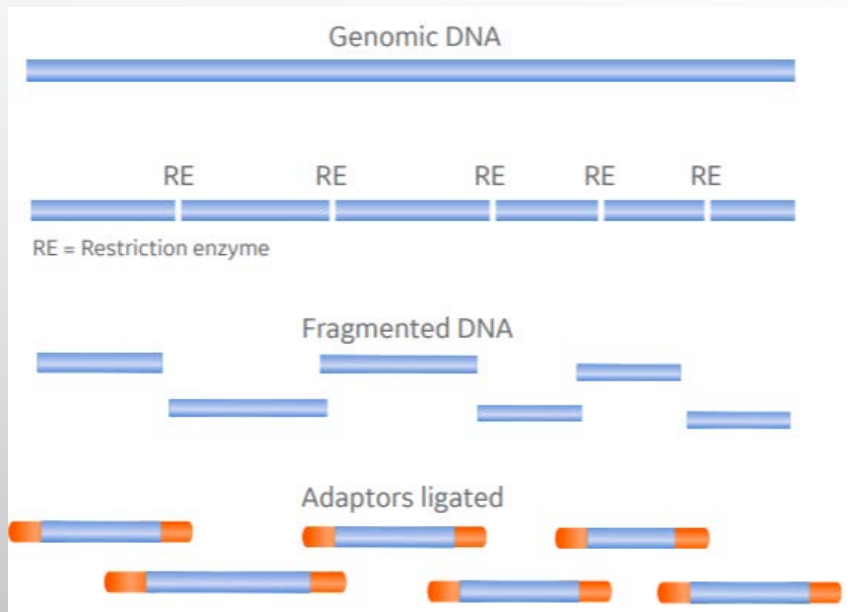 Genomic DNA
RE RE RE RE RE
RE = Restriction enzyme
Fragmented DNA
Adaptors ligated